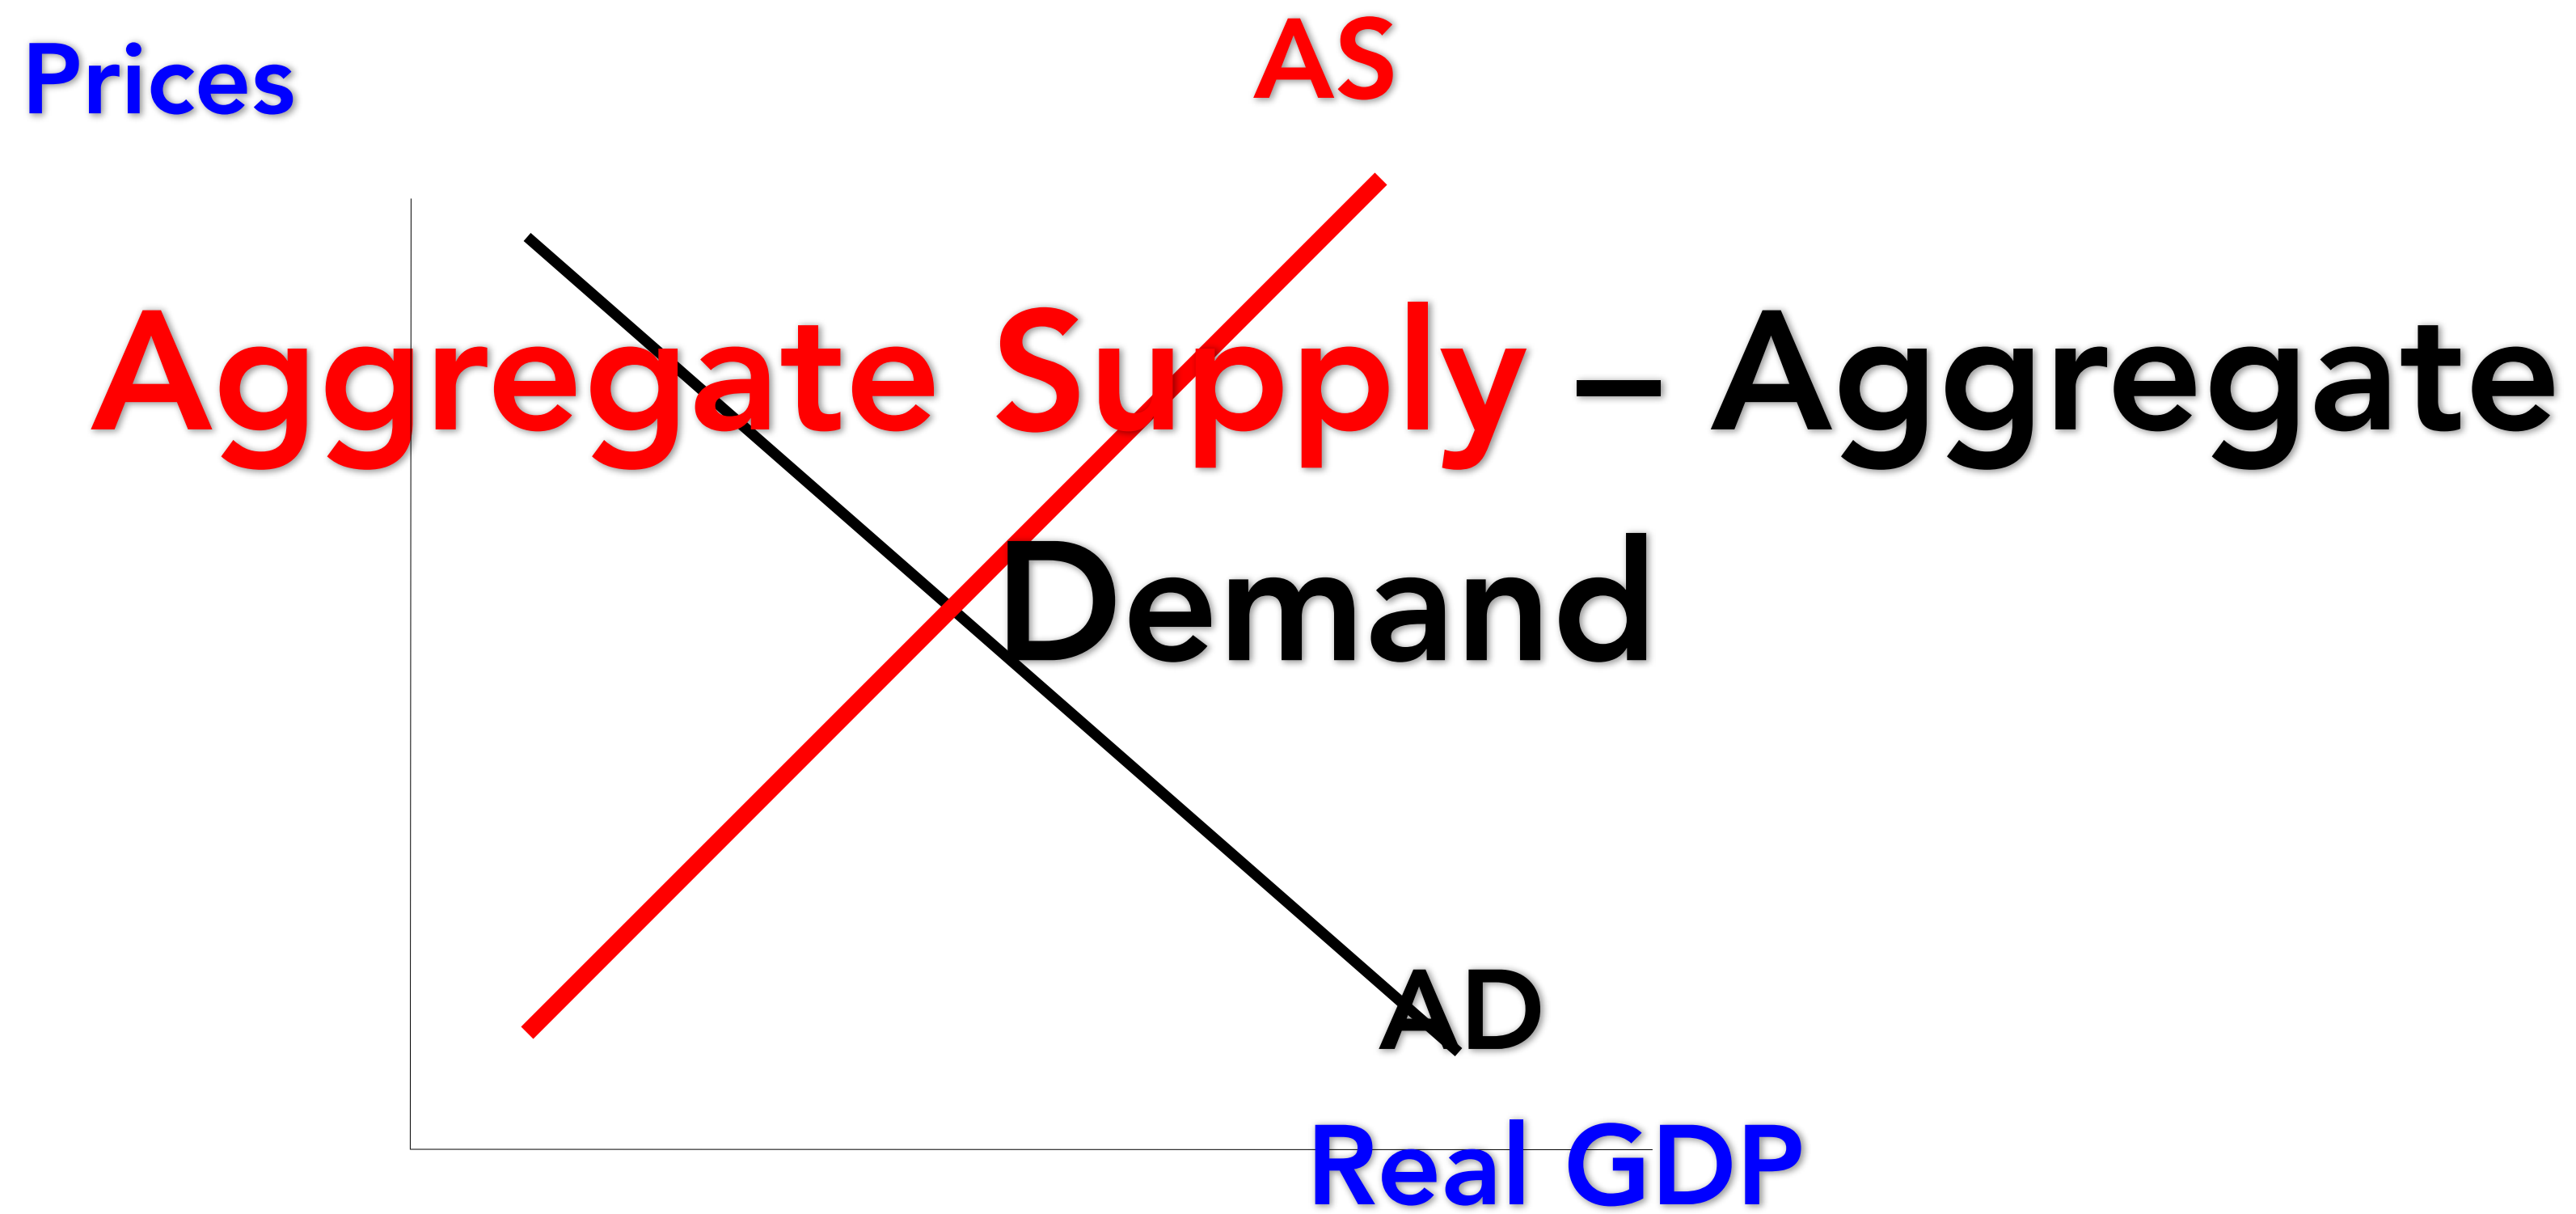 Prices
AS
Aggregate Supply – Aggregate
Demand
AD
Real GDP